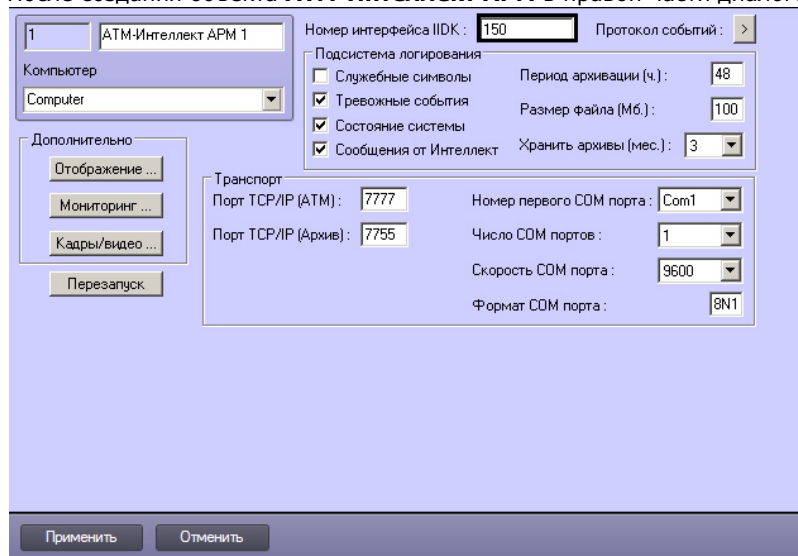 1 АТМ-Интеллект АРМ 1 Номер интерфейса IIDK : 150 Протокол событий : >
Подсистема логирования
Компьютер Служебные символы Период архивации (ч.) : 48
Computer Тревожные события Размер файла (Мб.) : 100
Состояние системы
Дополнительно Сообщения от Интеллект Хранить архивы (мес.) : 3
Отображение ...
Транспорт
Мониторинг ... Порт TCP/IP (АТМ) : 7777 Номер первого COM порта : Com1
Кадры/видео ... Порт TCP/IP (Архив) : 7755 Число COM портов : 1
Перезапуск Скорость COM порта : 9600
Формат COM порта : 8N1
Применить Отменить